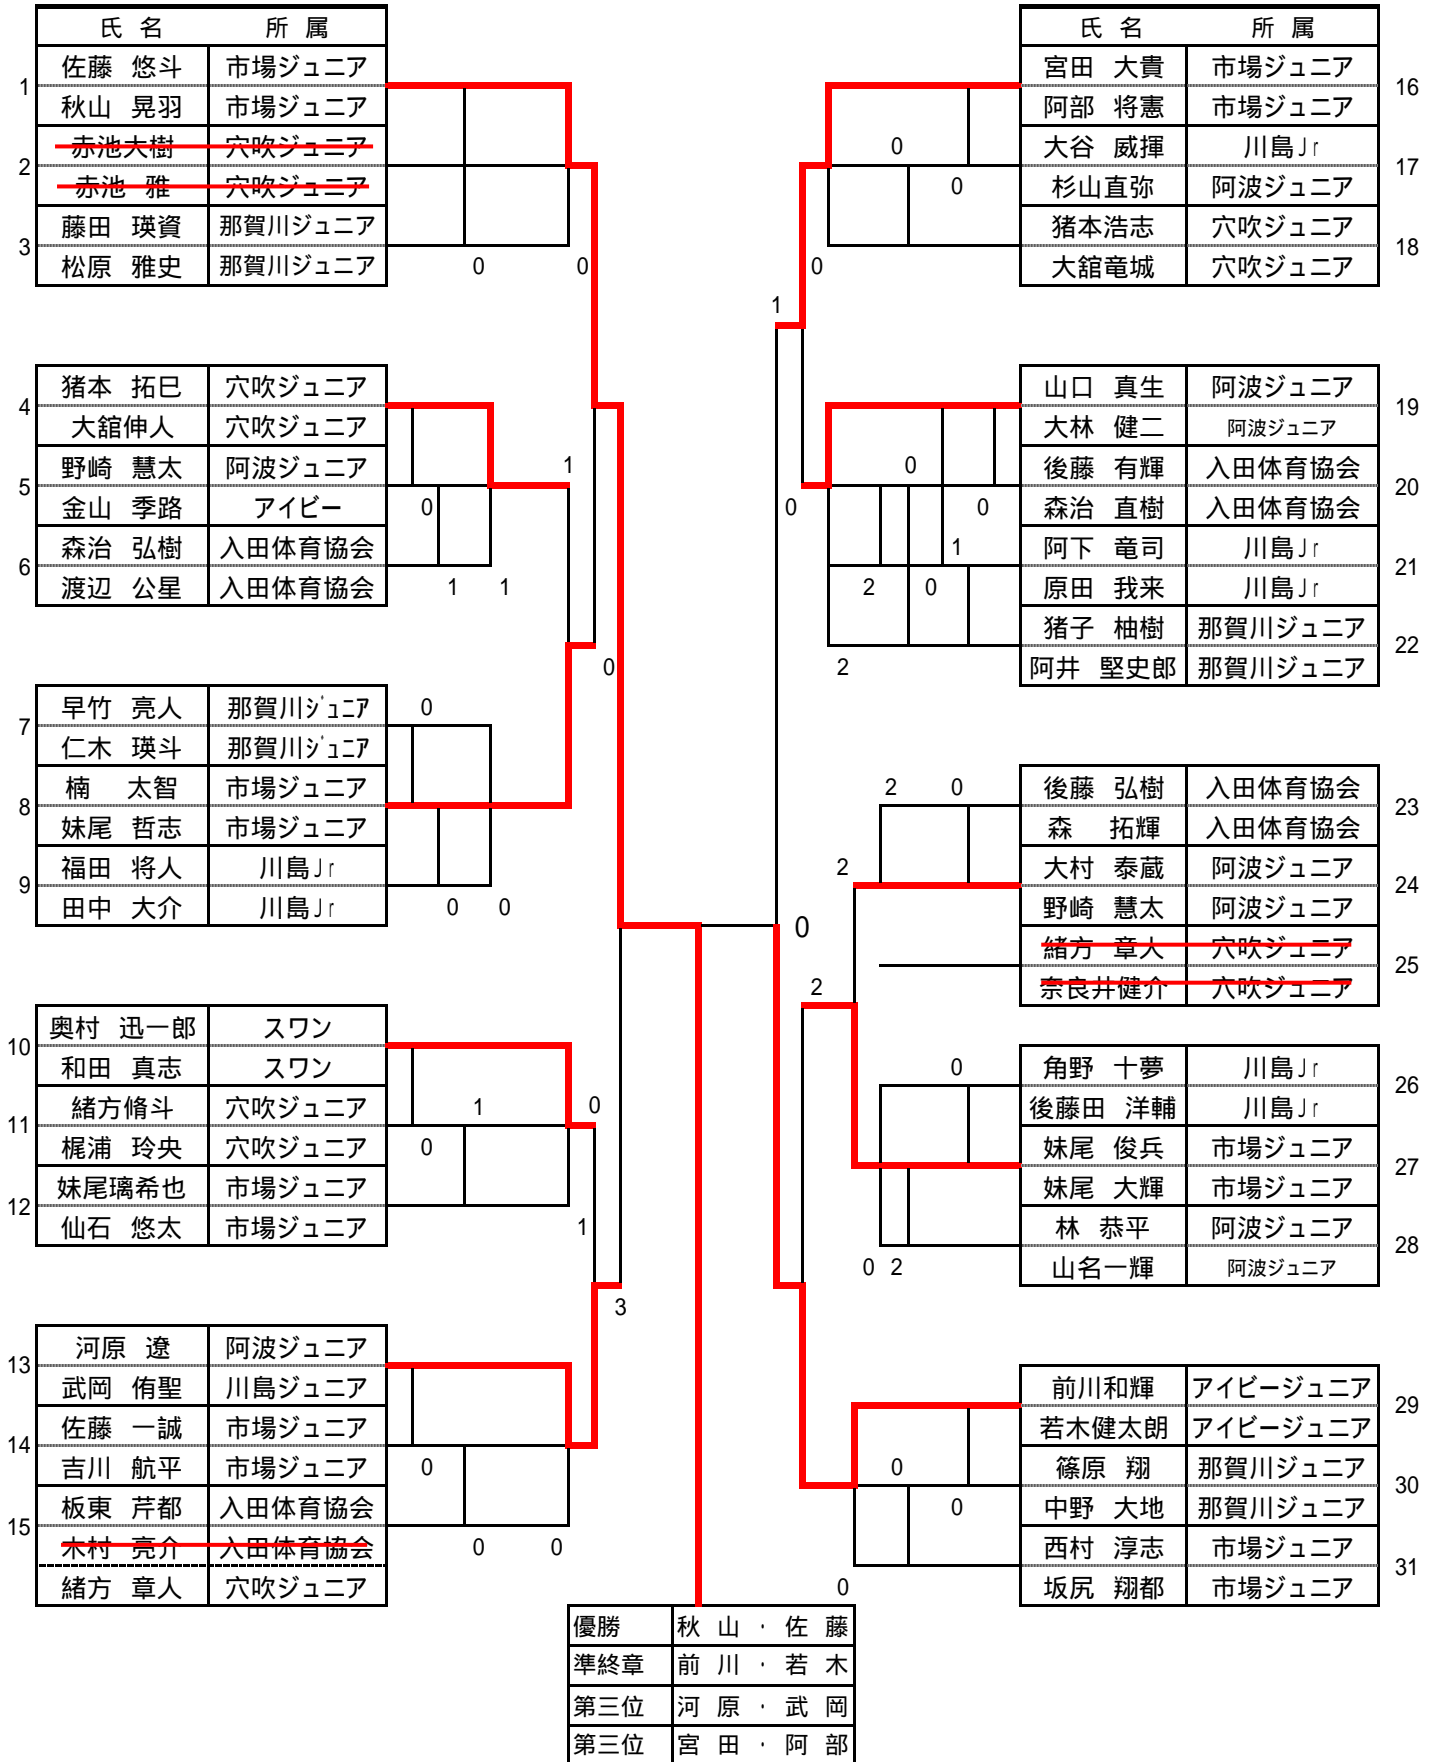 氏 名 所 属
佐藤 悠斗 市場ジュニア
1
秋山 晃羽 市場ジュニア
赤池大樹 穴吹ジュニア
2
赤池 雅 穴吹ジュニア
藤田 瑛資 那賀川ジュニア
3
松原 雅史 那賀川ジュニア
0 0
猪本 拓巳 穴吹ジュニア
4
大舘伸人 穴吹ジュニア
野崎 慧太 阿波ジュニア
1
5
金山 季路 アイビー
0
森治 弘樹 入田体育協会
6
渡辺 公星 入田体育協会
1 1
0
早竹 亮人 那賀川ジュニア
0
7
仁木 瑛斗 那賀川ジュニア
楠 太智 市場ジュニア
8
妹尾 哲志 市場ジュニア
福田 将人 川島Jr
9
田中 大介 川島Jr
0 0
奥村 迅一郎 スワン
10
和田 真志 スワン
緒方脩斗 穴吹ジュニア
1 0
11
梶浦 玲央 穴吹ジュニア
0
妹尾璃希也 市場ジュニア
12
仙石 悠太 市場ジュニア
1
3
河原 遼 阿波ジュニア
13
武岡 侑聖 川島ジュニア
佐藤 一誠 市場ジュニア
14
吉川 航平 市場ジュニア
0
板東 芹都 入田体育協会
15
木村 亮介 入田体育協会
0 0
緒方 章人 穴吹ジュニア
氏 名 所 属
宮田 大貴 市場ジュニア
16
阿部 将憲 市場ジュニア
0
大谷 威揮 川島Jr
17
0
杉山直弥 阿波ジュニア
猪本浩志 穴吹ジュニア
18
0
大舘竜城 穴吹ジュニア
1
山口 真生 阿波ジュニア
19
大林 健二 阿波ジュニア
0
後藤 有輝 入田体育協会
20
0 0
森治 直樹 入田体育協会
1
阿下 竜司 川島Jr
21
2 0
原田 我来 川島Jr
猪子 柚樹 那賀川ジュニア
22
2
阿井 堅史郎 那賀川ジュニア
2 0
後藤 弘樹 入田体育協会
23
森 拓輝 入田体育協会
2
大村 泰蔵 阿波ジュニア
24
野崎 慧太 阿波ジュニア
0
緒方 章人 穴吹ジュニア
25
2
奈良井健介 穴吹ジュニア
0
角野 十夢 川島Jr
26
後藤田 洋輔 川島Jr
妹尾 俊兵 市場ジュニア
27
妹尾 大輝 市場ジュニア
林 恭平 阿波ジュニア
28
0 2
山名一輝 阿波ジュニア
前川和輝 アイビージュニア
29
若木健太朗 アイビージュニア
0
篠原 翔 那賀川ジュニア
30
0
中野 大地 那賀川ジュニア
西村 淳志 市場ジュニア
31
0
坂尻 翔都 市場ジュニア
優勝 秋 山 ・ 佐 藤
準終章 前 川 ・ 若 木
第三位 河 原 ・ 武 岡
第三位 宮 田 ・ 阿 部